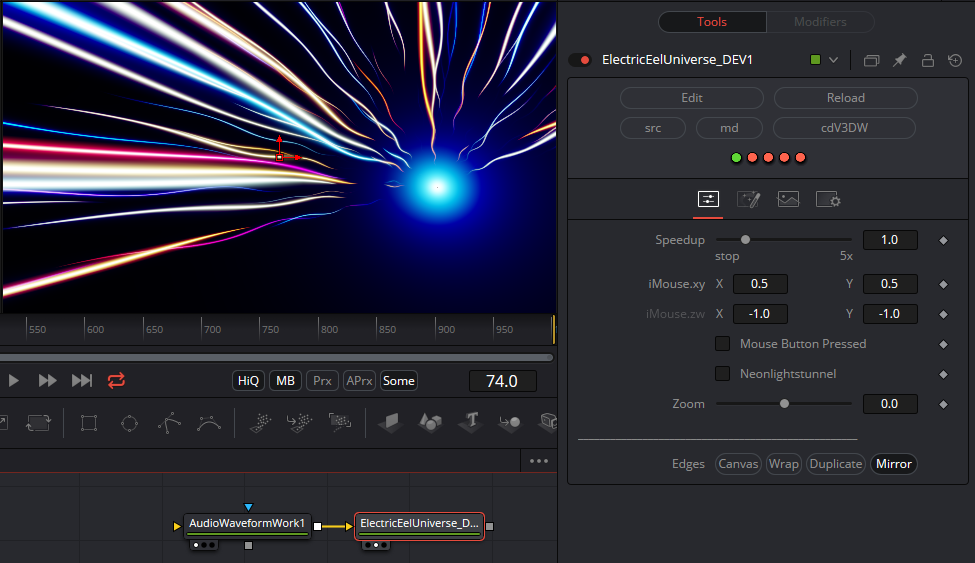 Tools Modifiers
ElectricEelUniverse_DEV1
Edit Reload
src md cdV3DW
Speedup 1.0
stop 5x
iMouse.xy X 0.5 Y 0.5
iMouse.zw X -1.0 Y -1.0
Mouse Button Pressed
Neonlightstunnel
Zoom 0.0
Edges Canvas Wrap Duplicate Mirror
550 600 650 700 750 800 850 900 950
HiQ MB Prx APrx Some 74.0
T
AudioWaveformWork1 ElectricEelUniverse_D...